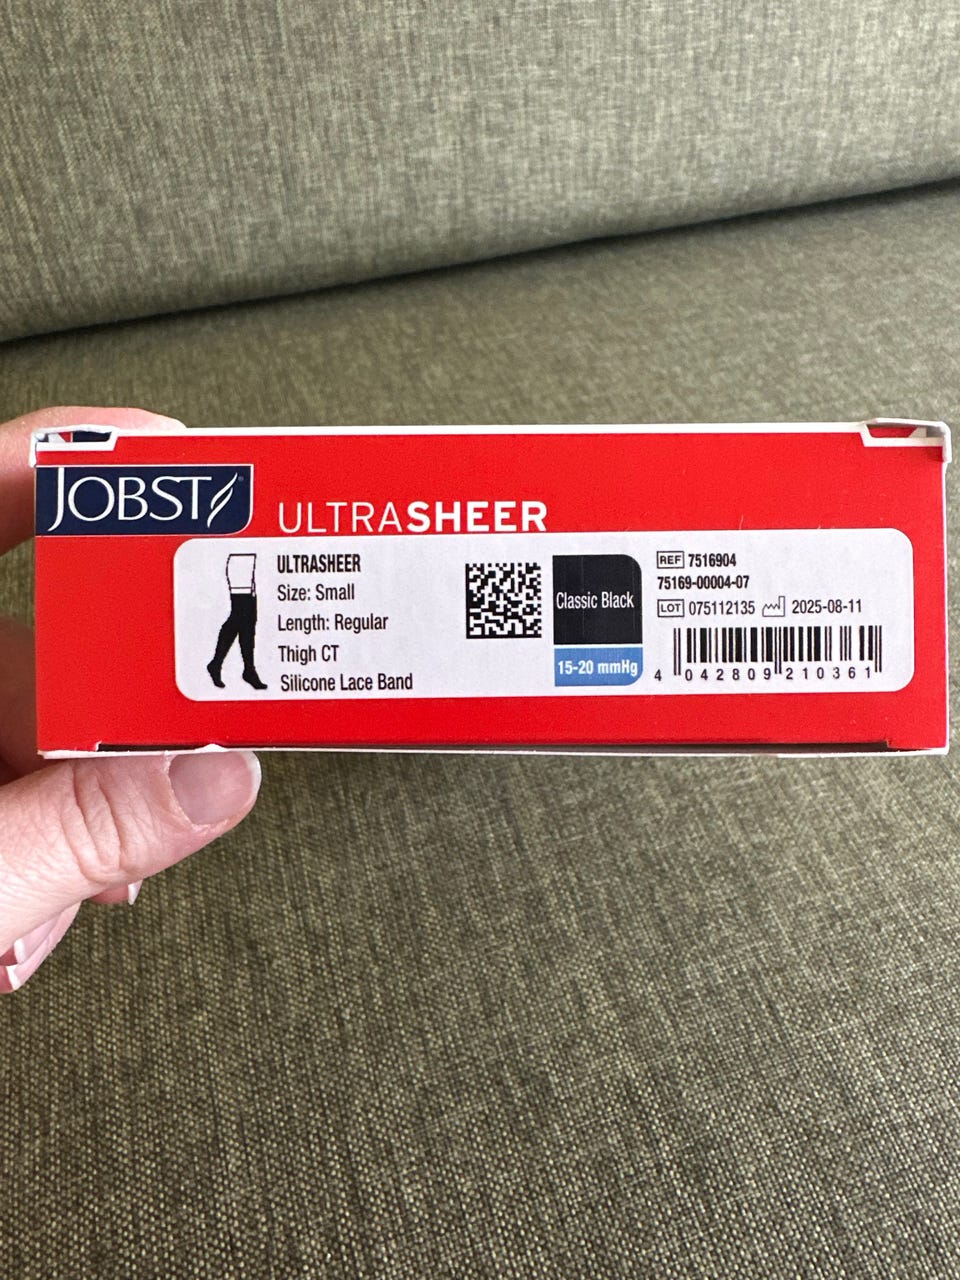 JOBST
ULTRASHEER
ULTRASHEER
Size: Small
Length: Regular
Thigh CT
Silicone Lace Band
Classic Black
15-20 mmHg
REF 7516904
75169-00004-07
LOT 075112135 2025-08-11
4 042809 210361